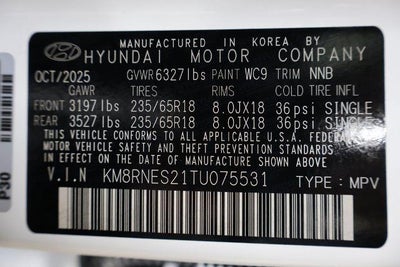 MANUFACTURED IN KOREA BY
HYUNDAI MOTOR COMPANY
OCT/2025 GVWR 6327lbs PAINT WC9 TRIM NNB
GAWR TIRES RIMS COLD TIRE INFL
FRONT 3197lbs 235/65R18 8.0JX18 36psi SINGLE
REAR 3527lbs 235/65R18 8.0JX18 36psi SINGLE
THIS VEHICLE CONFORMS TO ALL APPLICABLE U.S.A. FEDERAL
MOTOR VEHICLE SAFETY AND THEFT PREVENTION STANDARDS
IN EFFECT ON THE DATE OF MANUFACTURE SHOWN ABOVE.
V.I.N KM8RNES21TU075531 TYPE:MPV
P30